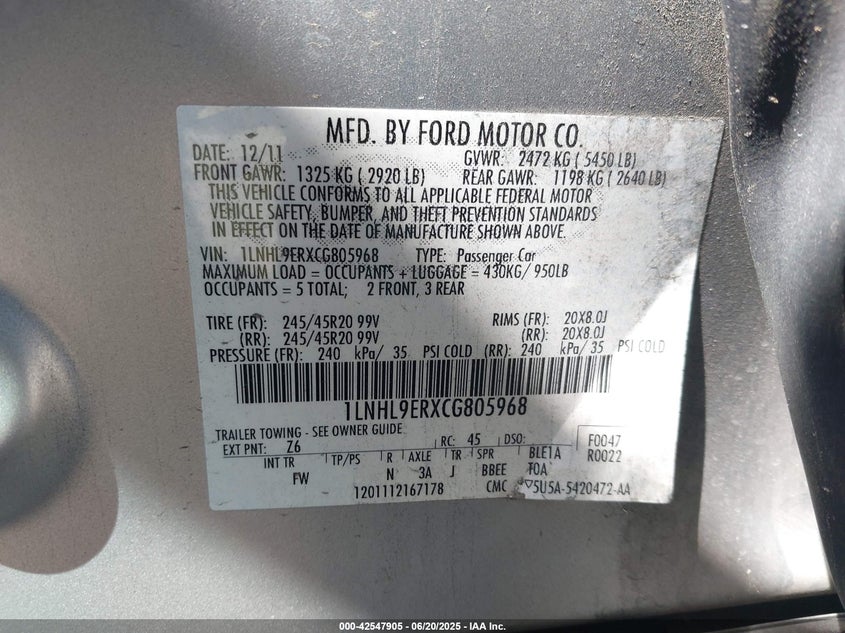 MFD. BY FORD MOTOR CO.
DATE: 12/11 GVWR: 2472 KG ( 5450 LB)
FRONT GAWR: 1325 KG ( 2920 LB) REAR GAWR: 1198 KG ( 2640 LB)
THIS VEHICLE CONFORMS TO ALL APPLICABLE FEDERAL MOTOR
VEHICLE SAFETY, BUMPER, AND THEFT PREVENTION STANDARDS
IN EFFECT ON THE DATE OF MANUFACTURE SHOWN ABOVE.
VIN: 1LNHL9ERXCG805968 TYPE: Passenger Car
MAXIMUM LOAD = OCCUPANTS + LUGGAGE = 430KG/ 950LB
OCCUPANTS = 5 TOTAL; 2 FRONT, 3 REAR
TIRE (FR): 245/45R20 99V RIMS (FR): 20X8.0J
(RR): 245/45R20 99V (RR): 20X8.0J
PRESSURE (FR): 240 kPa/ 35 PSI COLD (RR): 240 kPa/ 35 PSI COLD
1LNHL9ERXCG805968
TRAILER TOWING - SEE OWNER GUIDE
EXT PNT: Z6 RC: 45 DSO: F0047
INT TR TP/PS R AXLE TR SPR BLE1A R0022
FW N 3A J BBEE TOA
1201112167178 CMC 5U5A-5420472-AA
000-42547905 - 06/20/2025 - IAA Inc.